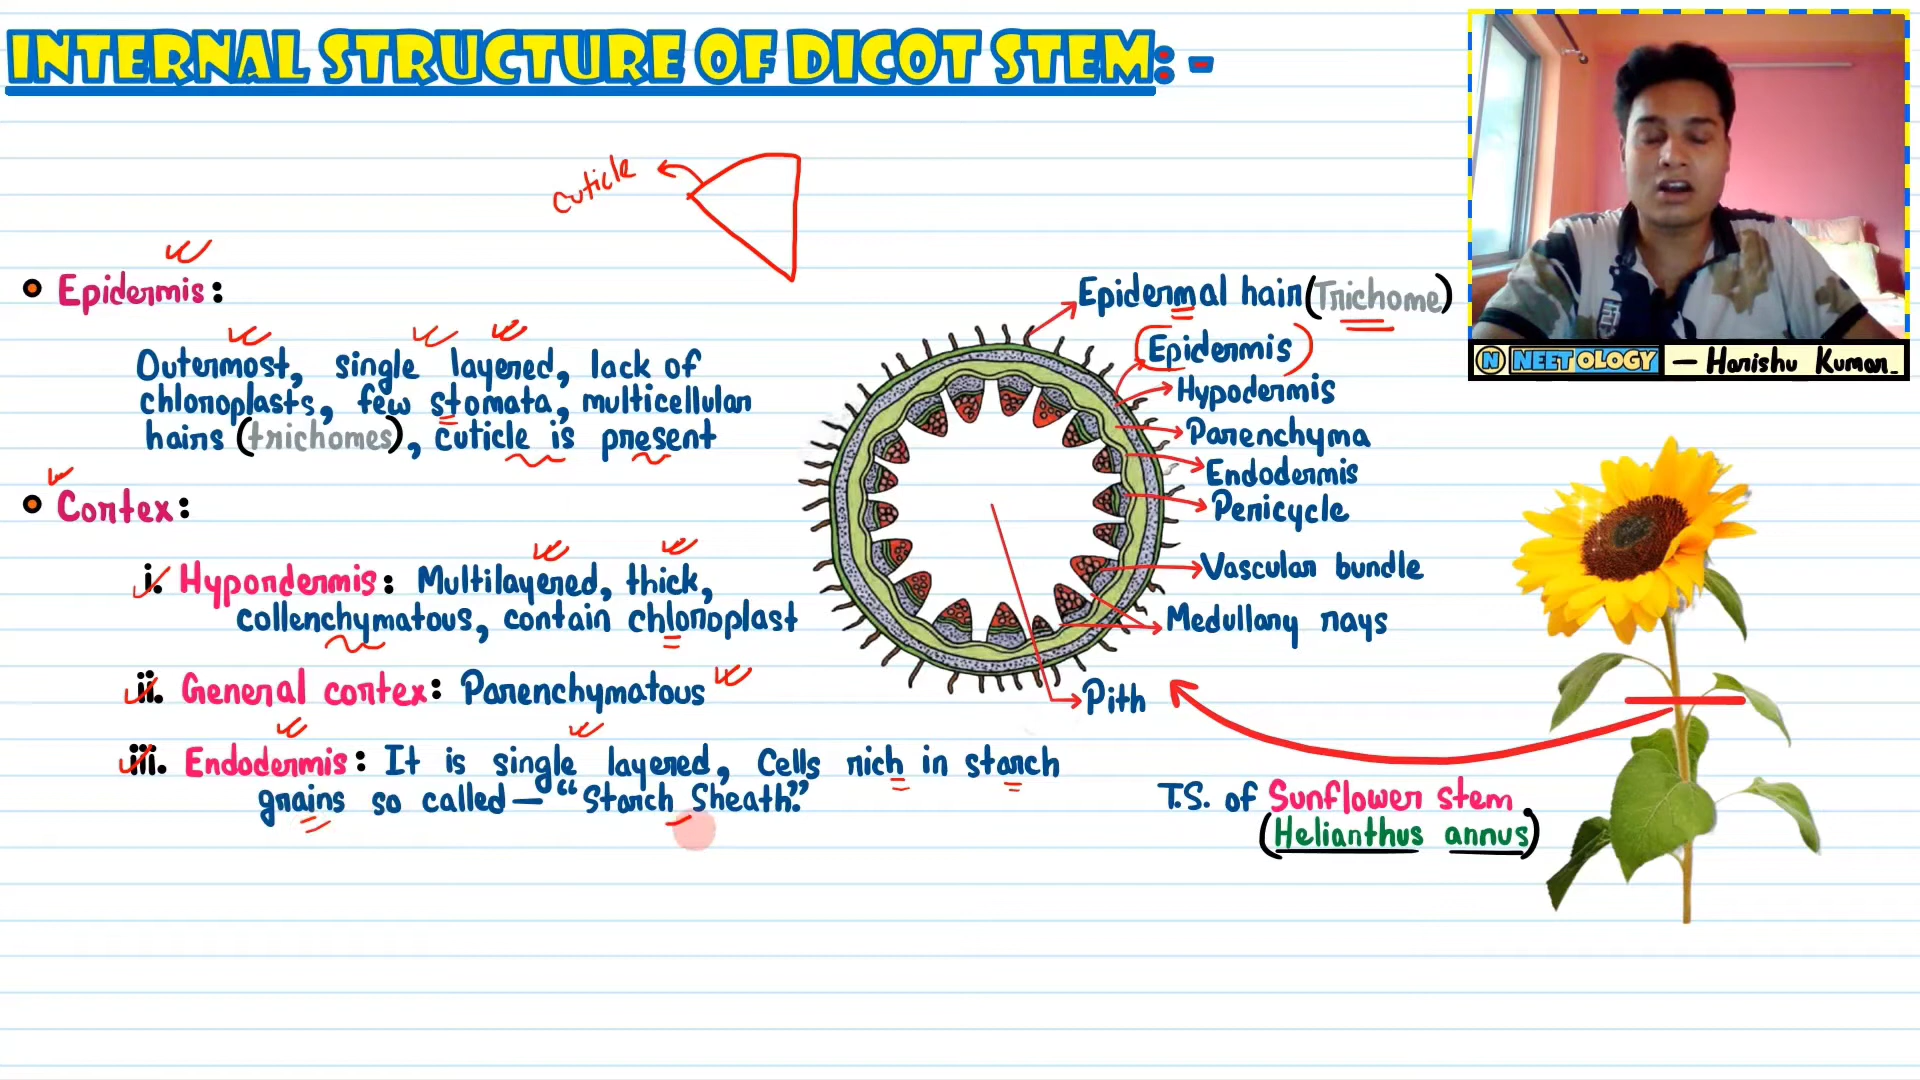 INTERNAL STRUCTURE OF DICOT STEM: -
cuticle
Epidermis:
Outermost, single layered, lack of
chloroplasts, few stomata, multicellular
hairs (trichomes), cuticle is present
Cortex:
i. Hypondermis: Multilayered, thick,
collenchymatous, contain chloroplast
ii. General cortex: Parenchymatous
iii. Endodermis: It is single layered, Cells rich in starch
grains so called — "Starch Sheath."
Epidermal hair (Trichome)
Epidermis
Hypodermis
Parenchyma
Endodermis
Pericycle
Vascular bundle
Medullary rays
Pith
T.S. of Sunflower stem
(Helianthus annus)
N NEETOLOGY — Harishu Kumar